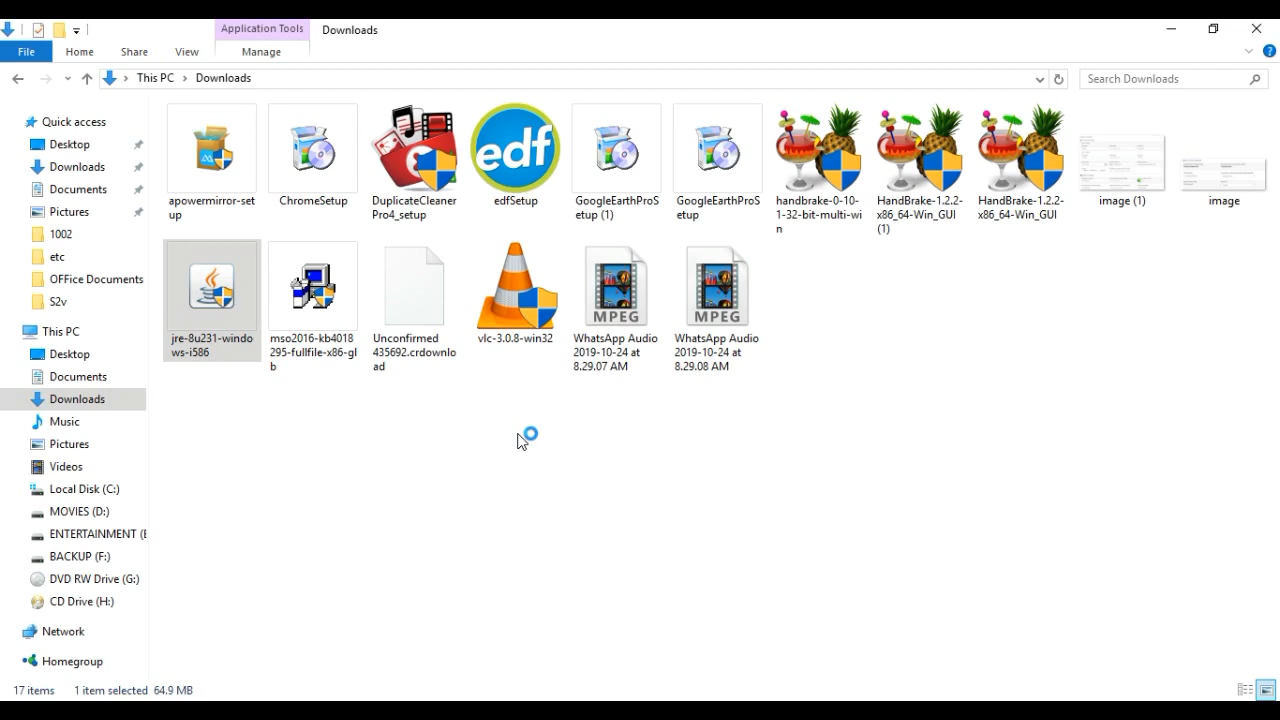 Application Tools
Downloads
File
Home
Share
View
Manage
This PC
Downloads
Search Downloads
Quick access
Desktop
Downloads
Documents
Pictures
1002
etc
OFFice Documents
S2v
This PC
Desktop
Documents
Downloads
Music
Pictures
Videos
Local Disk (C:)
MOVIES (D:)
ENTERTAINMENT (E
BACKUP (F:)
DVD RW Drive (G:)
CD Drive (H:)
Network
Homegroup
apowermirror-set
up
ChromeSetup
DuplicateCleaner
Pro4_setup
edf
edfSetup
GoogleEarthProS
etup (1)
GoogleEarthProS
etup
handbrake-0-10-
1-32-bit-multi-wi
n
HandBrake-1.2.2-
x86_64-Win_GUI
(1)
HandBrake-1.2.2-
x86_64-Win_GUI
image (1)
image
jre-8u231-windo
ws-i586
mso2016-kb4018
295-fullfile-x86-gl
b
Unconfirmed
435692.crdownlo
ad
vlc-3.0.8-win32
MPEG
WhatsApp Audio
2019-10-24 at
8.29.07 AM
MPEG
WhatsApp Audio
2019-10-24 at
8.29.08 AM
17 items
1 item selected 64.9 MB